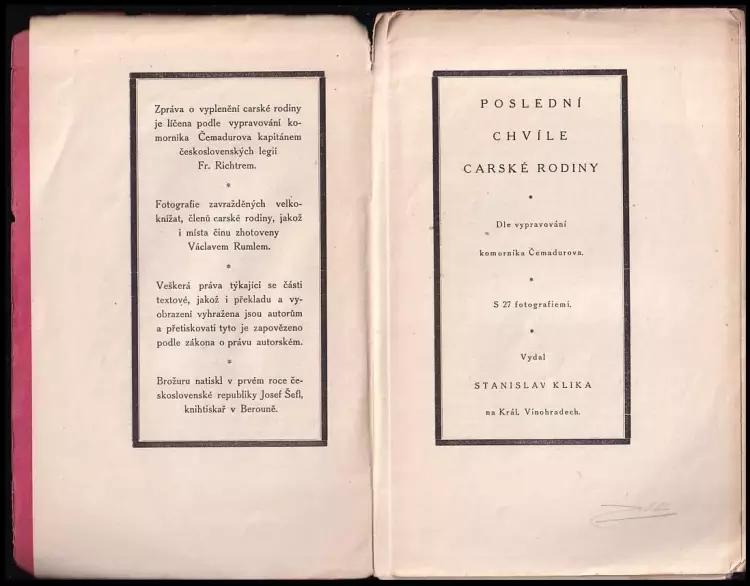 Zpráva o vyplenění carské rodiny
je líčena podle vypravování ko-
morníka Čemadurova kapitánem
československých legií
Fr. Richtrem.
*
Fotografie zavražděných velko-
knížat, členů carské rodiny, jakož
i místa činu zhotoveny
Václavem Rumlem.
*
Veškerá práva týkající se části
textové, jakož i překladu a vy-
obrazení vyhražena jsou autorům
a přetiskovati tyto je zapovězeno
podle zákona o právu autorském.
*
Brožuru natiskl v prvém roce če-
skoslovenské republiky Josef Šefl,
knihtiskař v Berouně.
POSLEDNÍ
CHVÍLE
CARSKÉ RODINY
*
Dle vypravování
komorníka Čemadurova.
*
S 27 fotografiemi.
*
Vydal
STANISLAV KLIKA
na Král. Vinohradech.